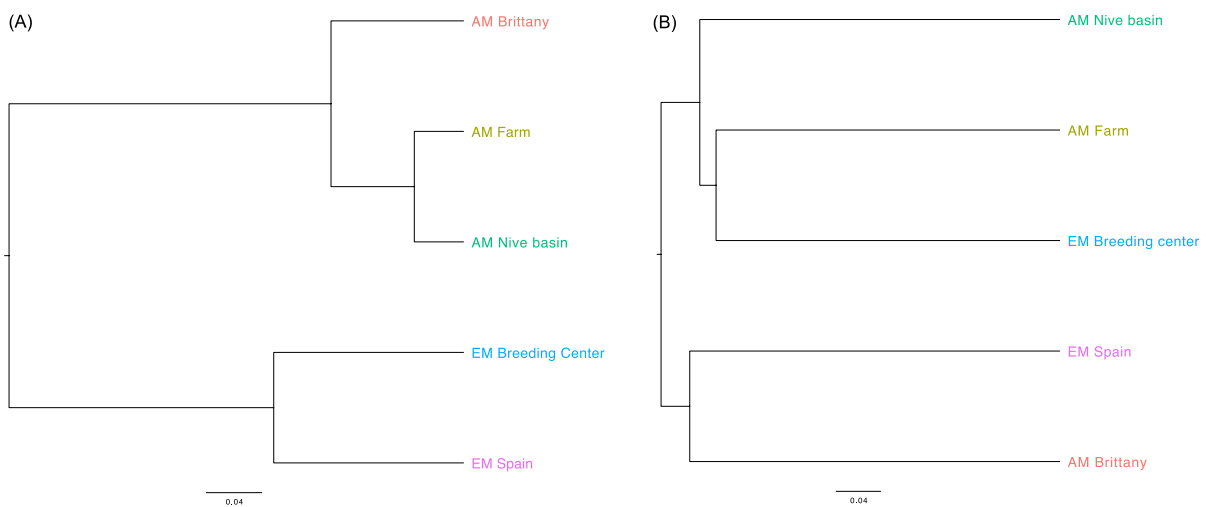 (A)
AM Brittany
AM Farm
AM Nive basin
EM Breeding Center
EM Spain
0.04
(B)
AM Nive basin
AM Farm
EM Breeding center
EM Spain
AM Brittany
0.04